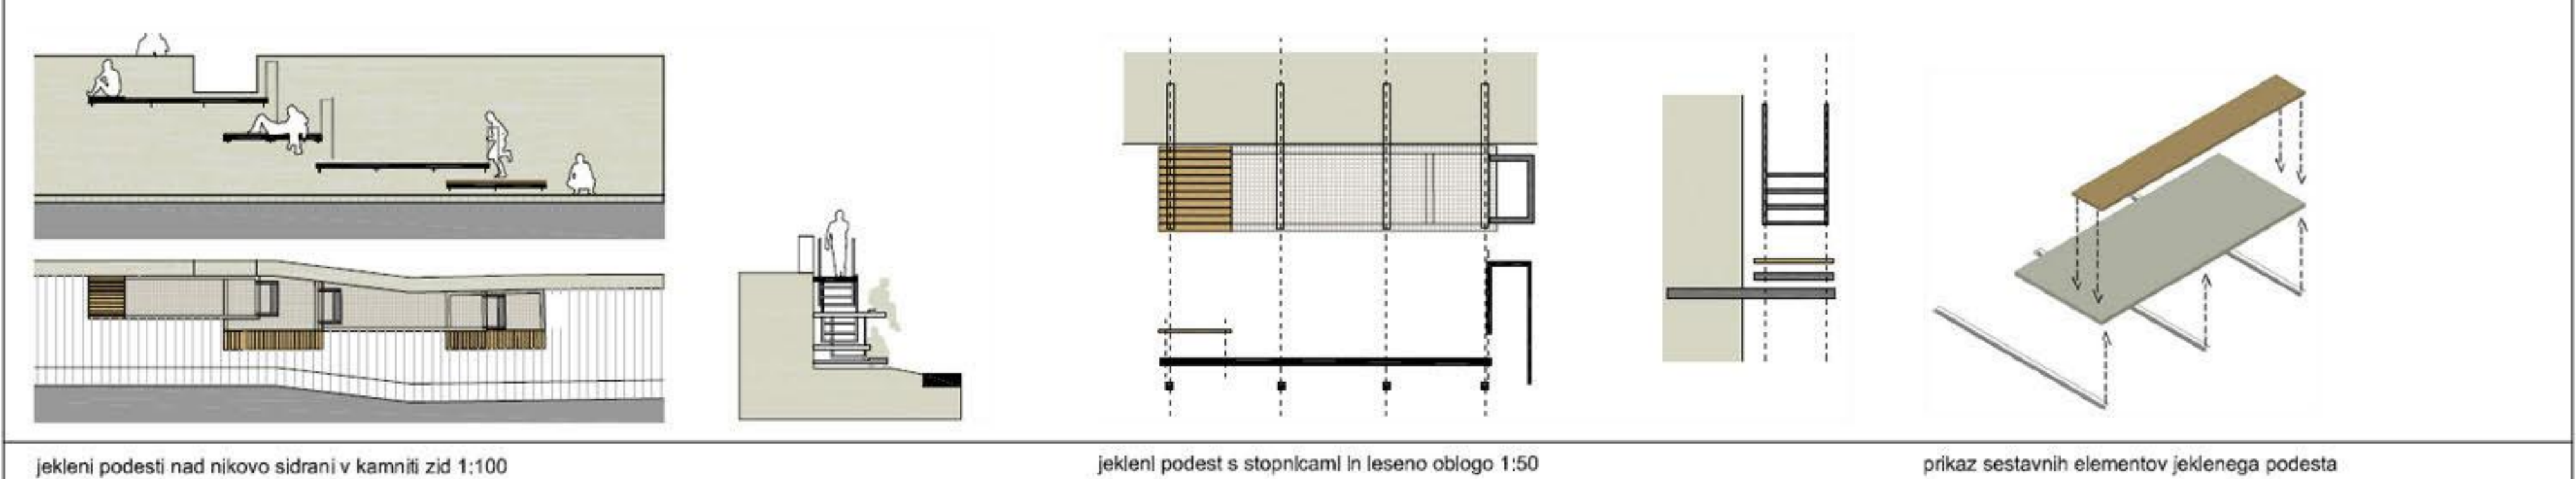 jekleni podesti nad nikovo sidrani v kamniti zid 1:100
jekleni podest s stopnicami in leseno oblogo 1:50
prikaz sestavnih elementov jeklenega podesta